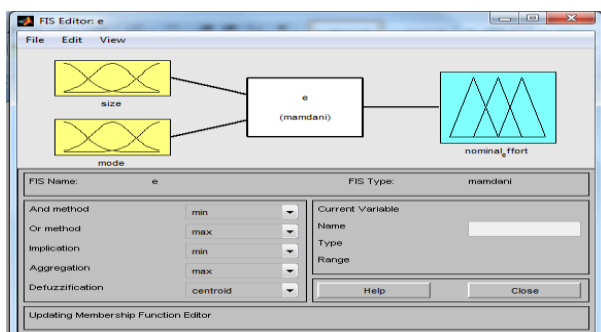 FIS Editor: e
File Edit View
size
mode
e
(mamdani)
nominal_effort
FIS Name: e FIS Type: mamdani
And method min
Or method max
Implication min
Aggregation max
Defuzzification centroid
Current Variable
Name
Type
Range
Help Close
Updating Membership Function Editor